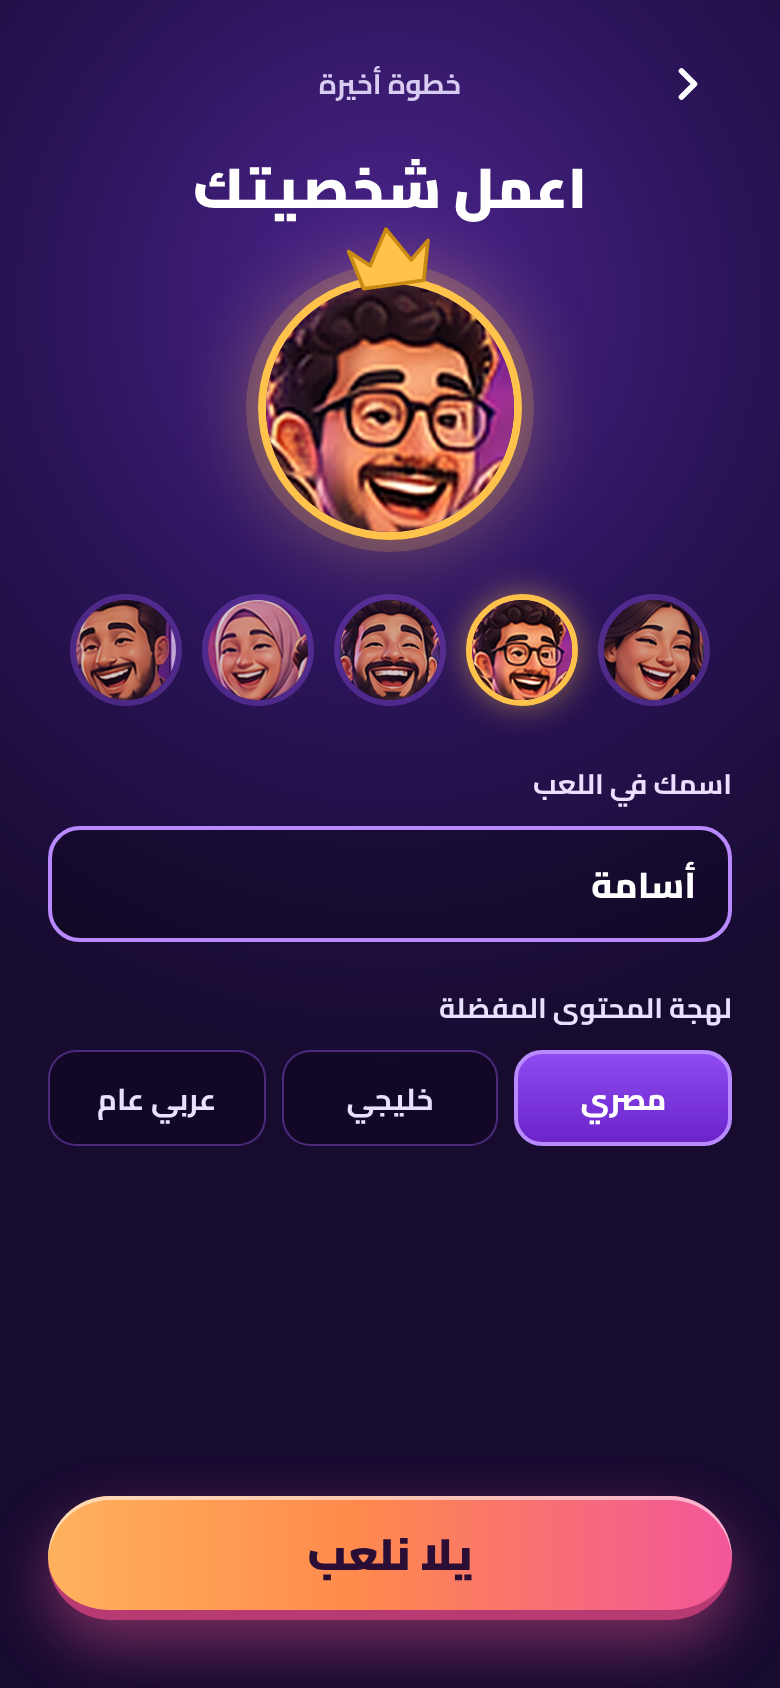 خطوة أخيرة
اعمل شخصيتك
اسمك في اللعب
أسامة
لهجة المحتوى المفضلة
مصري
خليجي
عربي عام
يلا نلعب